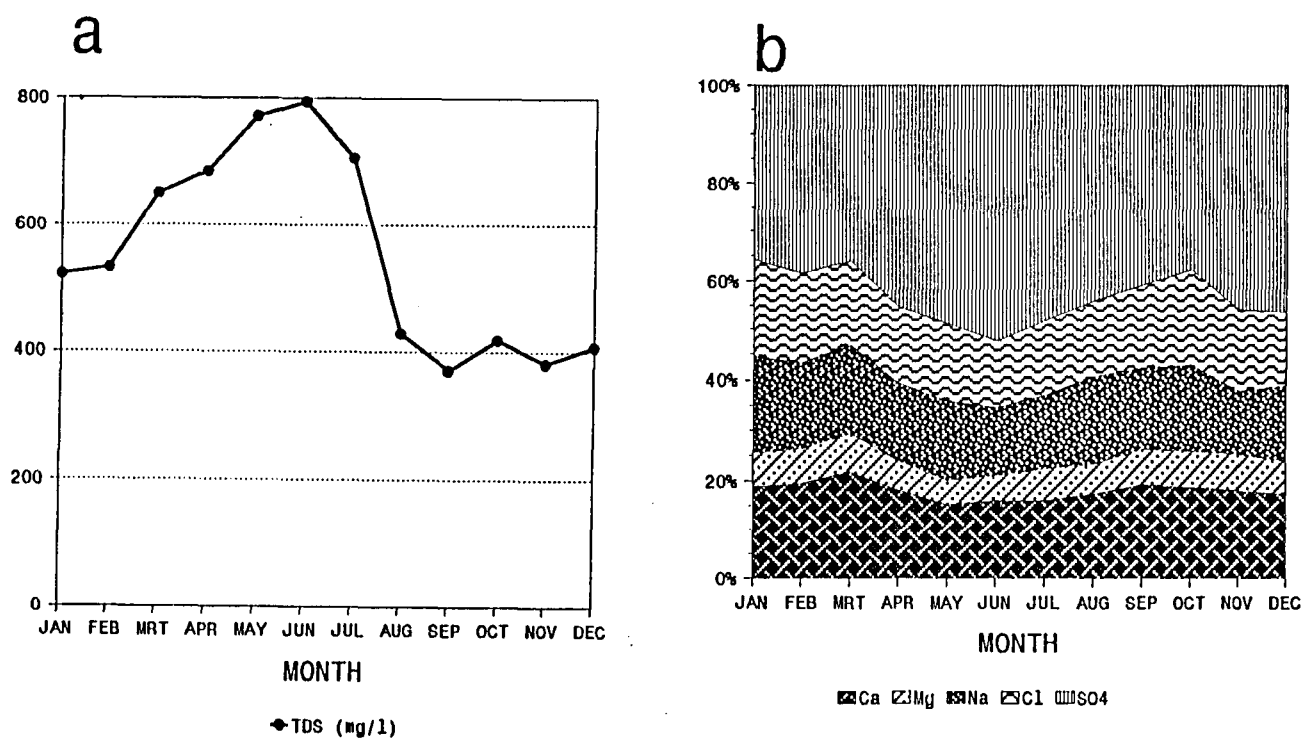 a
800
600
400
200
0
JAN FEB MRT APR MAY JUN JUL AUG SEP OCT NOV DEC
MONTH
TDS (mg/l)
b
100%
80%
60%
40%
20%
0%
JAN FEB MRT APR MAY JUN JUL AUG SEP OCT NOV DEC
MONTH
Ca Mg Na Cl SO4